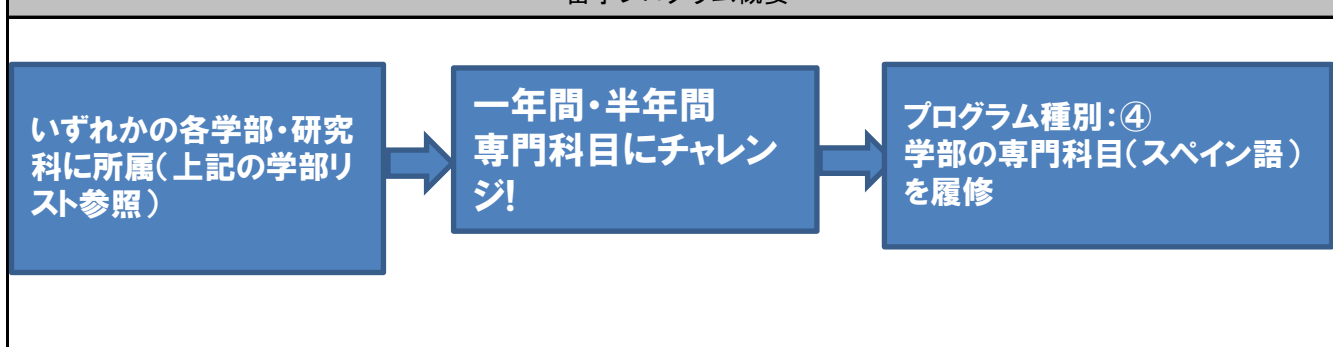 いずれかの各学部・研究
科に所属(上記の学部リ
スト参照)
一年間・半年間
専門科目にチャレン
ジ!
プログラム種別:④
学部の専門科目(スペイン語)
を履修